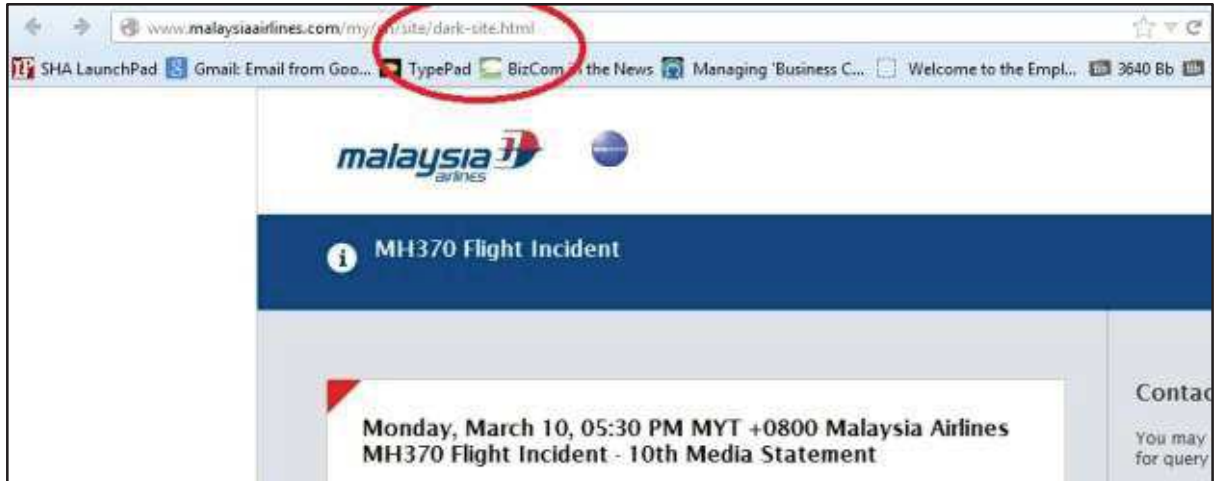 www.malaysiaairlines.com/my/en/site/dark-site.html
SHA LaunchPad Gmail: Email from Goo... TypePad BizCom in the News Managing 'Business C... Welcome to the Empl... 3640 Bb
malaysia
airlines
MH370 Flight Incident
Monday, March 10, 05:30 PM MYT +0800 Malaysia Airlines
MH370 Flight Incident - 10th Media Statement
Contac
You may
for query